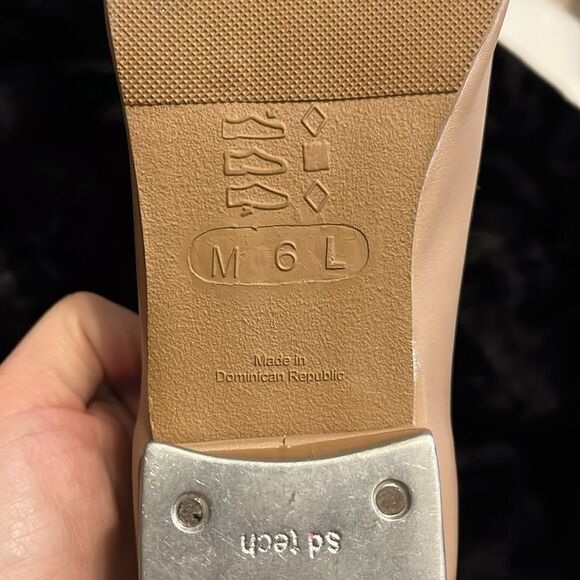 M 6 L
Made in
Dominican Republic
sd tech